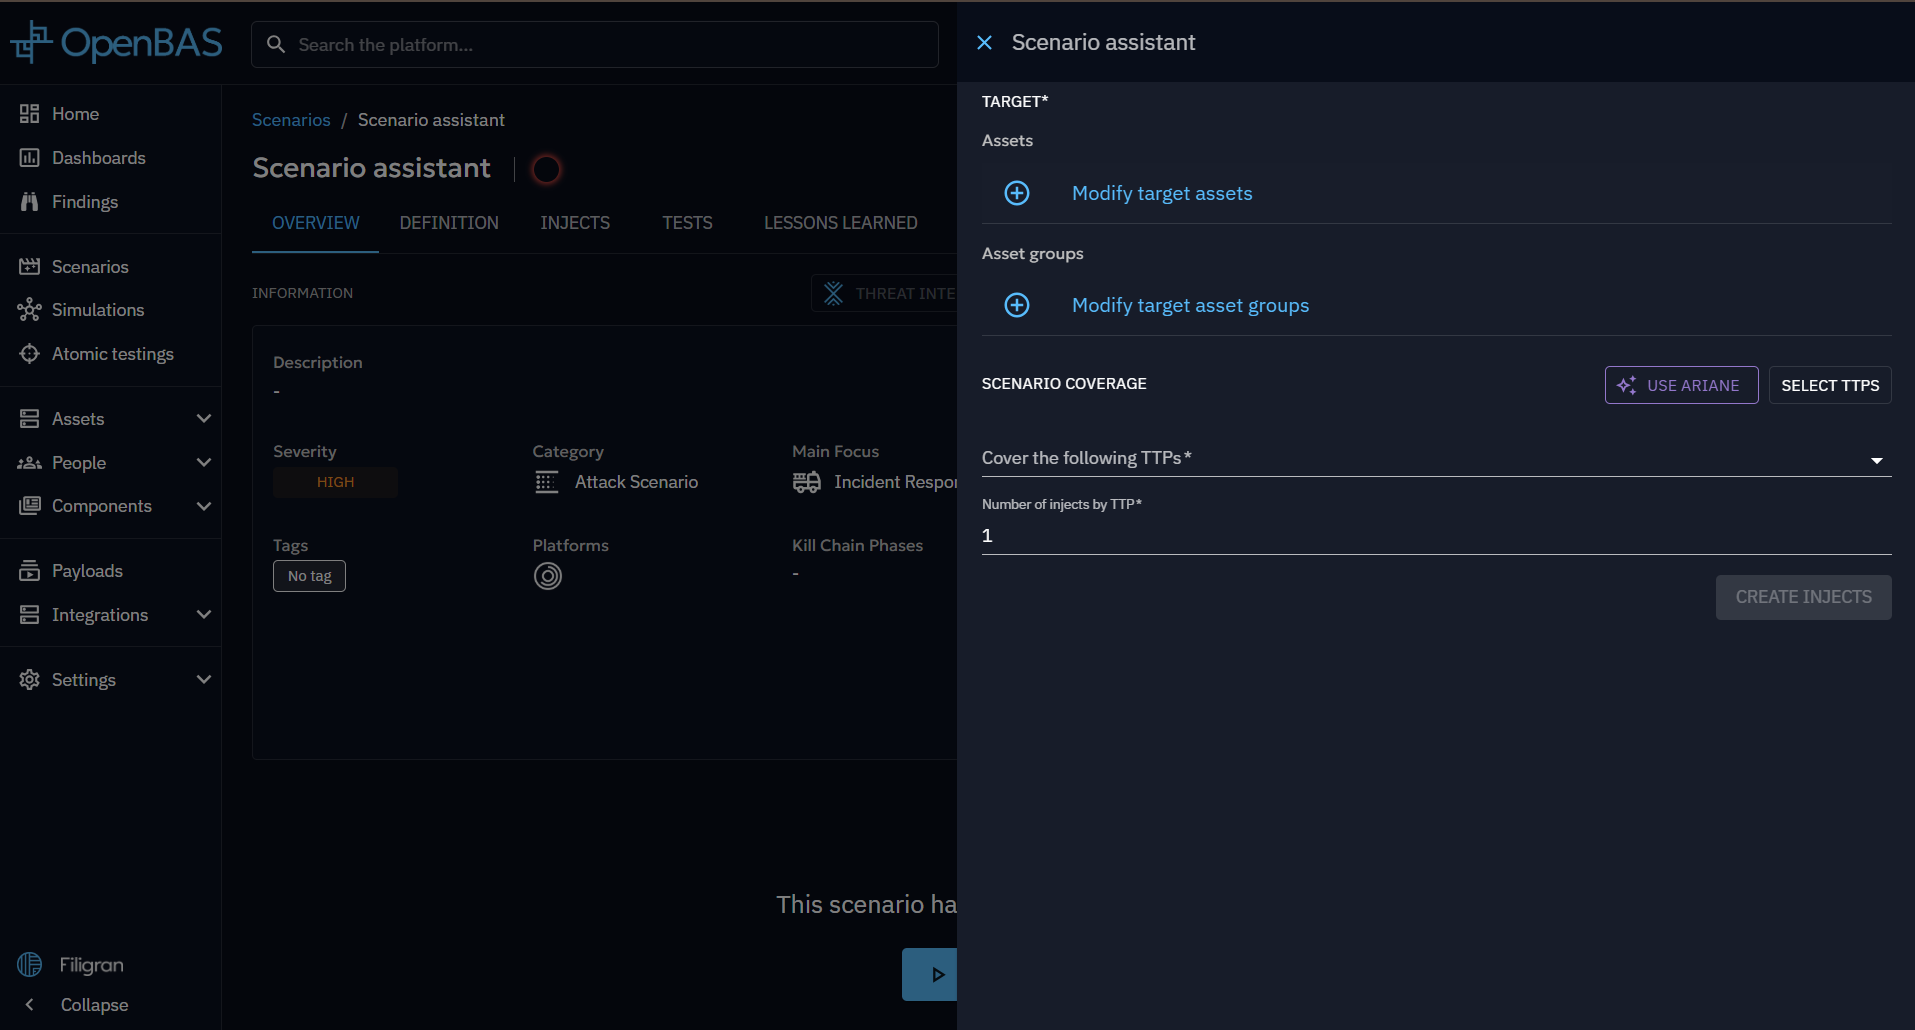 OpenBAS
Search the platform...
Home
Dashboards
Findings
Scenarios
Simulations
Atomic testings
Assets
People
Components
Payloads
Integrations
Settings
Filigran
Collapse
Scenarios / Scenario assistant
Scenario assistant
OVERVIEW DEFINITION INJECTS TESTS LESSONS LEARNED
INFORMATION
THREAT INTE
Description
-
Severity Category Main Focus
HIGH Attack Scenario Incident Respon
Tags Platforms Kill Chain Phases
No tag -
This scenario ha
Scenario assistant
TARGET*
Assets
Modify target assets
Asset groups
Modify target asset groups
SCENARIO COVERAGE
USE ARIANE SELECT TTPS
Cover the following TTPs*
Number of injects by TTP*
1
CREATE INJECTS